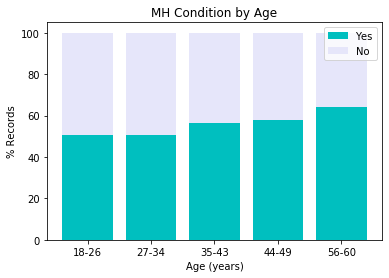 MH Condition by Age
Yes
No
100
80
60
40
20
0
% Records
18-26 27-34 35-43 44-49 56-60
Age (years)